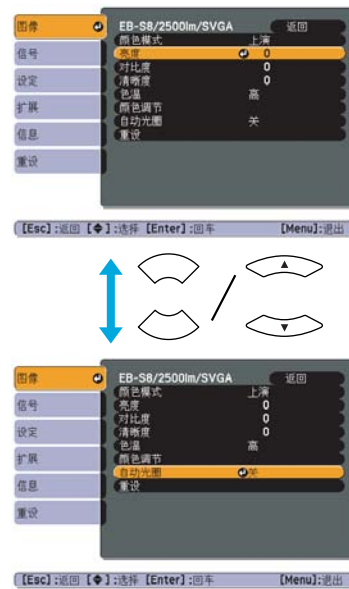 图像 EB-S8/2500lm/SVGA 返回
颜色模式 上演
信号 亮度 0
对比度 0
设定 清晰度 0
色温 高
扩展 颜色调节
自动光圈 关
信息 重设
重设
[Esc]:返回 [◆]:选择 [Enter]:回车 [Menu]:退出
/
图像 EB-S8/2500lm/SVGA 返回
颜色模式 上演
信号 亮度 0
对比度 0
设定 清晰度 0
色温 高
扩展 颜色调节
自动光圈 关
信息 重设
重设
[Esc]:返回 [◆]:选择 [Enter]:回车 [Menu]:退出